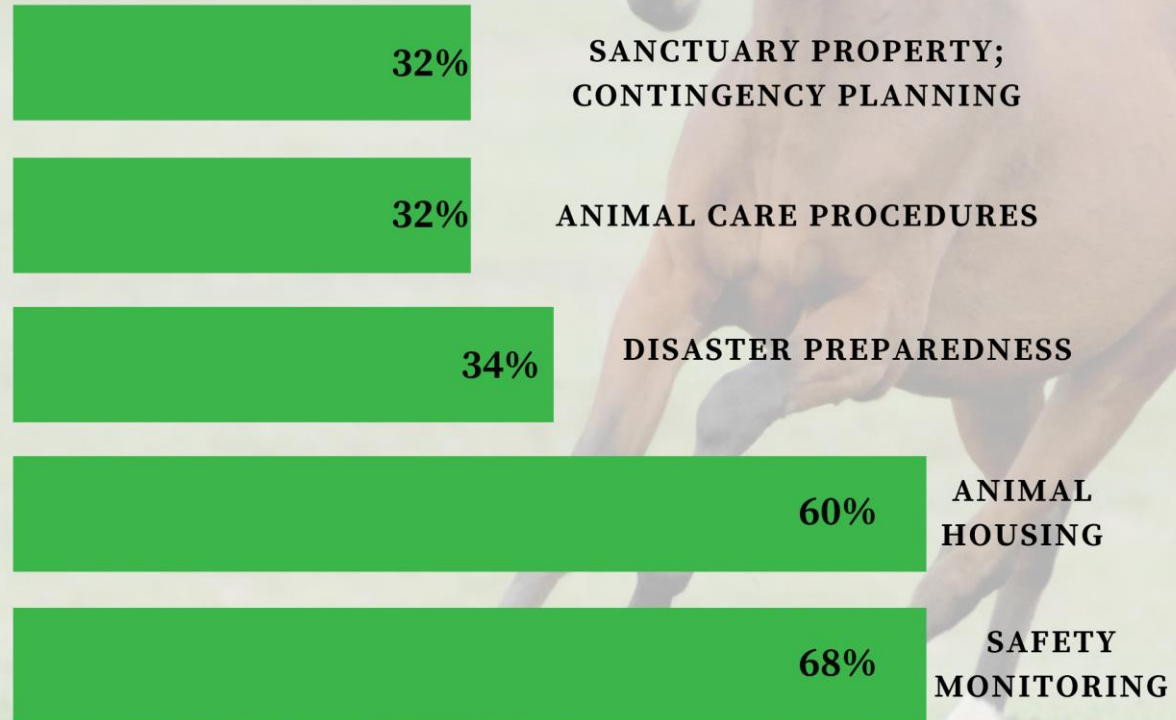 32%
SANCTUARY PROPERTY;
CONTINGENCY PLANNING
32%
ANIMAL CARE PROCEDURES
34%
DISASTER PREPAREDNESS
60%
ANIMAL
HOUSING
68%
SAFETY
MONITORING